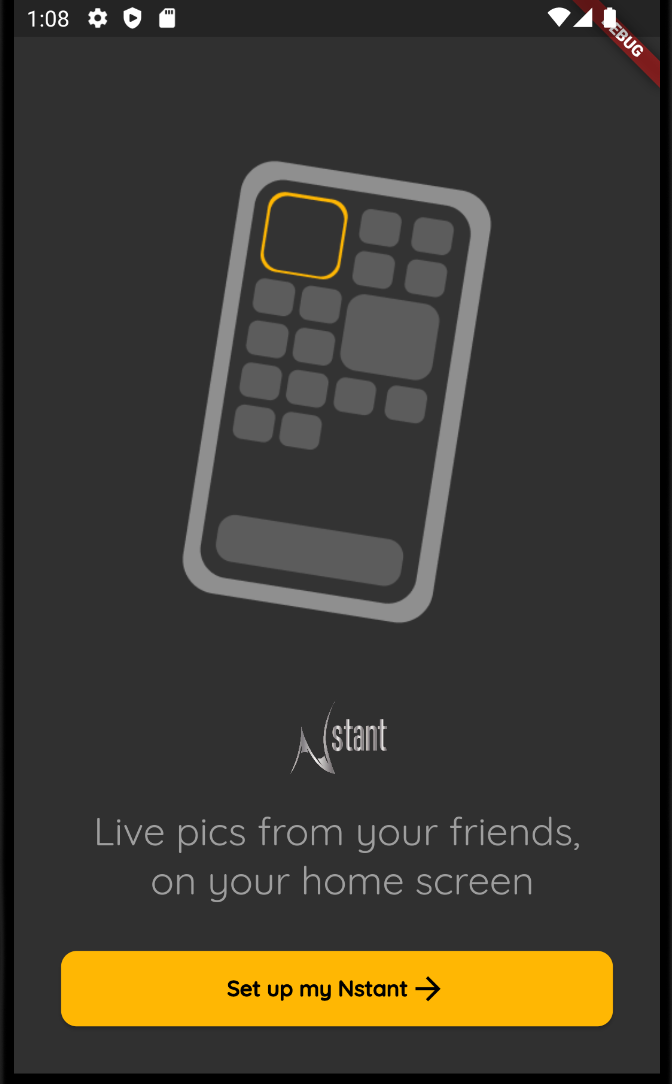 1:08
DEBUG
Nstant
Live pics from your friends,
on your home screen
Set up my Nstant →